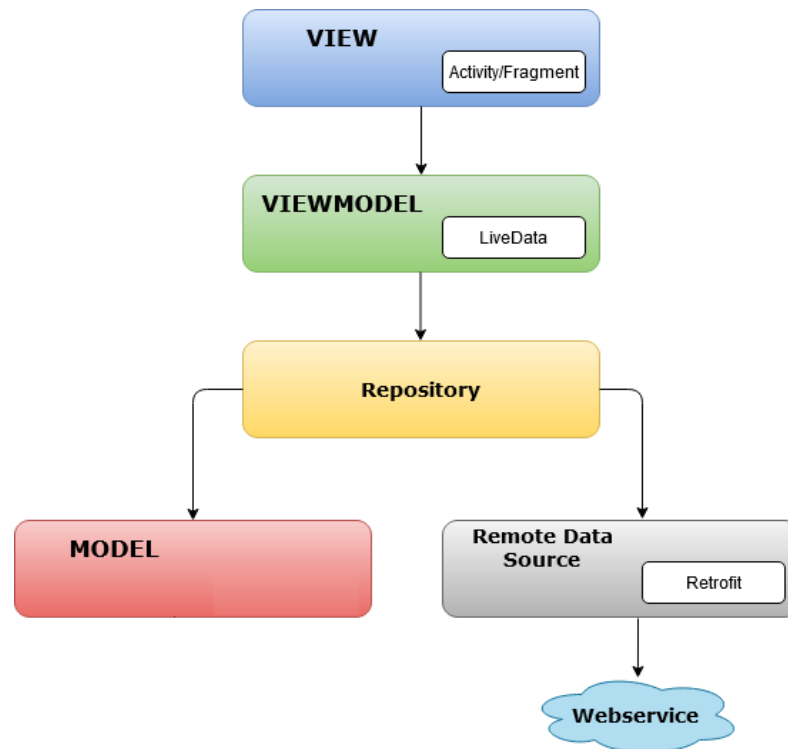 VIEW
Activity/Fragment
VIEWMODEL
LiveData
Repository
MODEL
Remote Data
Source
Retrofit
Webservice